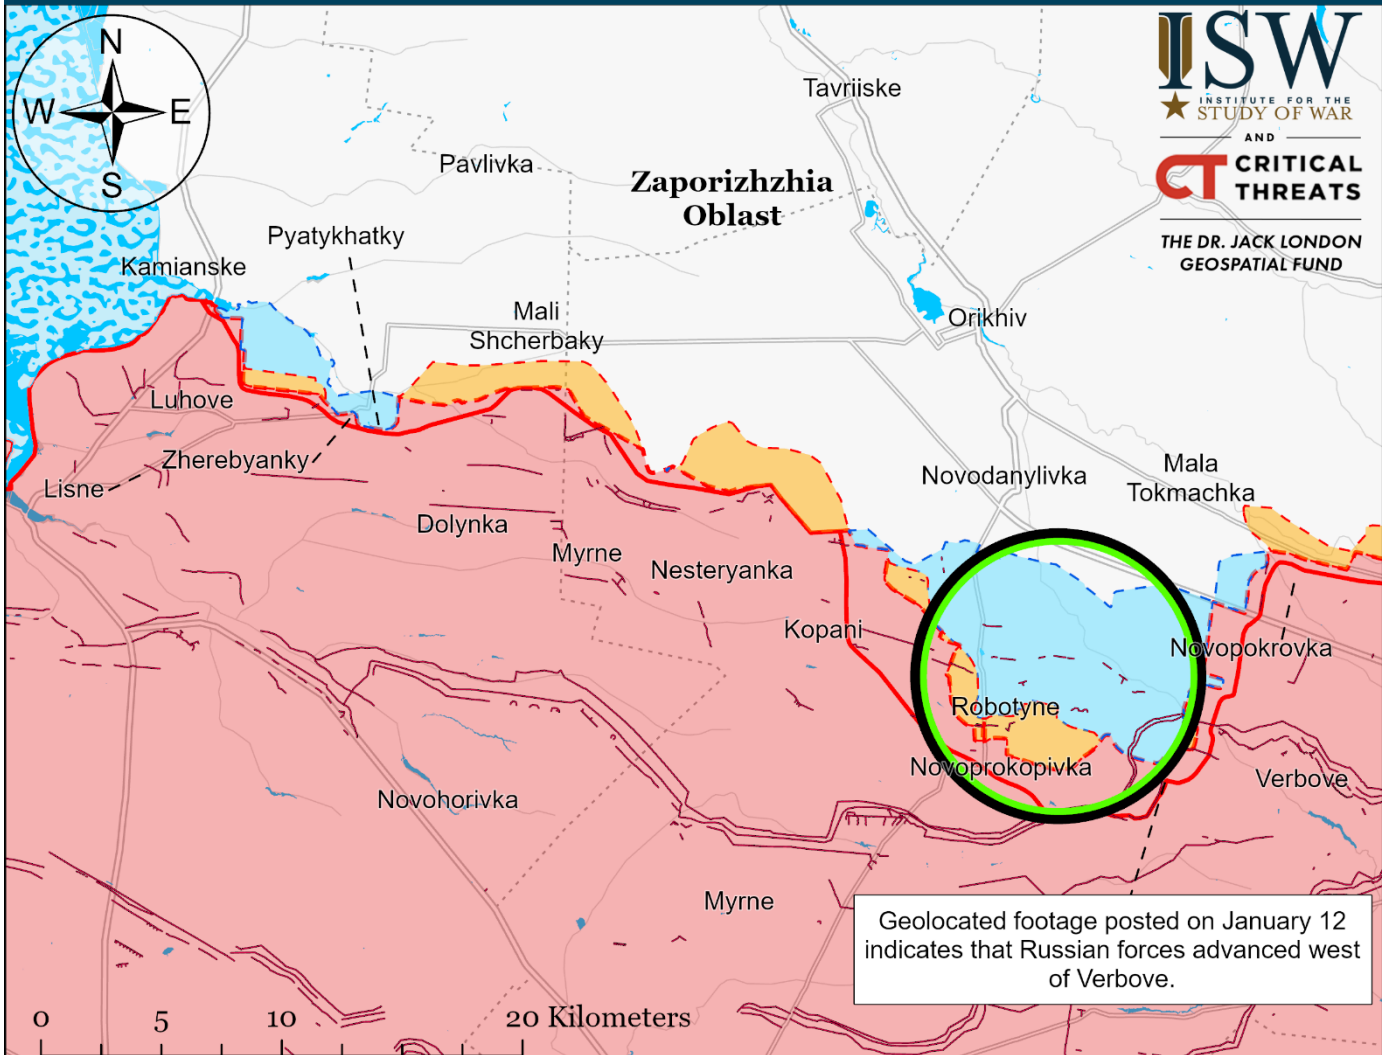 N
W E
S
ISW
INSTITUTE FOR THE
STUDY OF WAR
AND
CT CRITICAL
THREATS
THE DR. JACK LONDON
GEOSPATIAL FUND
Tavriiske
Pavlivka
Zaporizhzhia
Oblast
Pyatykhatky
Kamianske
Mali
Shcherbaky
Orikhiv
Luhove
Zherebyanky
Lisne
Novodanylivka
Mala
Tokmachka
Dolynka
Myrne
Nesteryanka
Kopani
Novopokrovka
Robotyne
Novoprokopivka
Verbove
Novohorivka
Myrne
Geolocated footage posted on January 12
indicates that Russian forces advanced west
of Verbove.
0 5 10 20 Kilometers